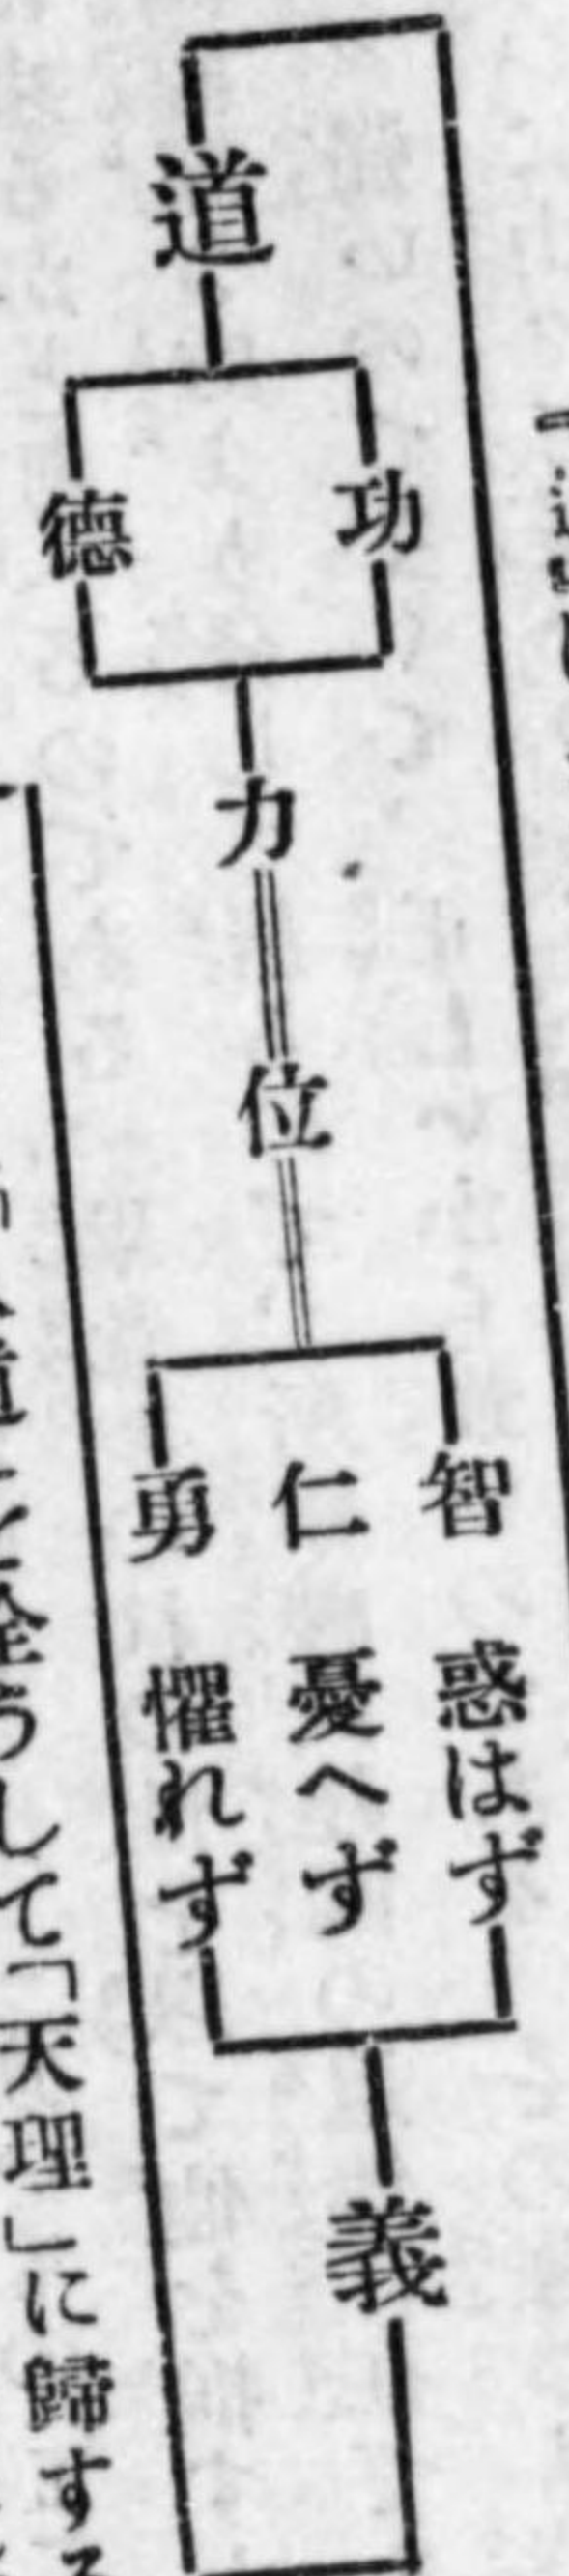 道
功
德
力
位
智 惑はず
仁 憂へず
勇 懼れず
義
を全うして「天理」に歸する